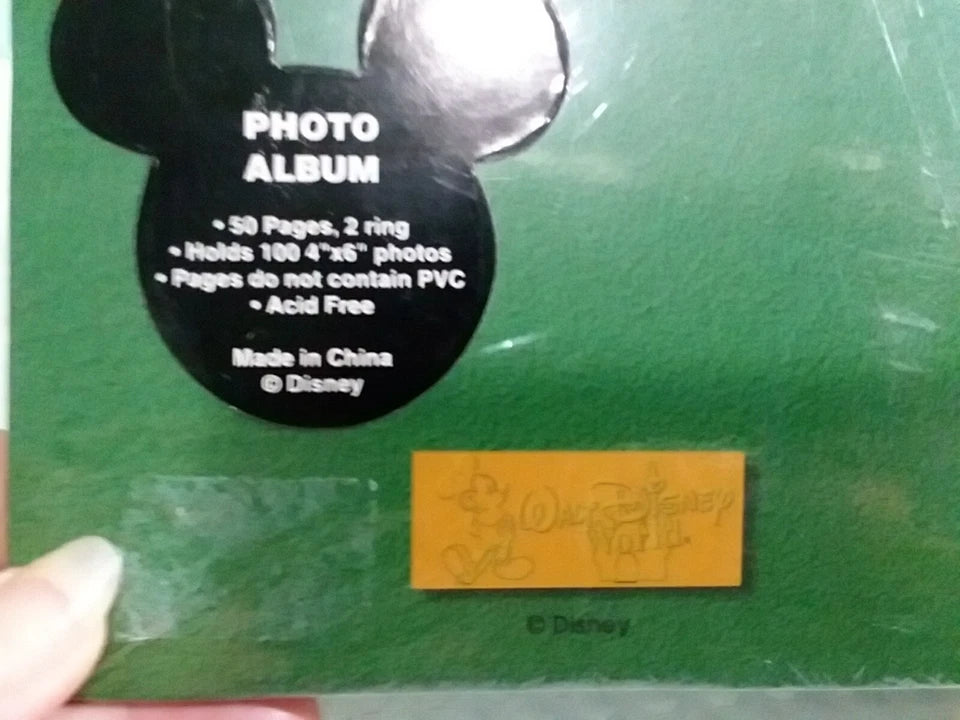 PHOTO
ALBUM
• 50 Pages, 2 ring
• Holds 100 4"x6" photos
• Pages do not contain PVC
• Acid Free
Made in China
© Disney
Walt Disney
World.
© Disney